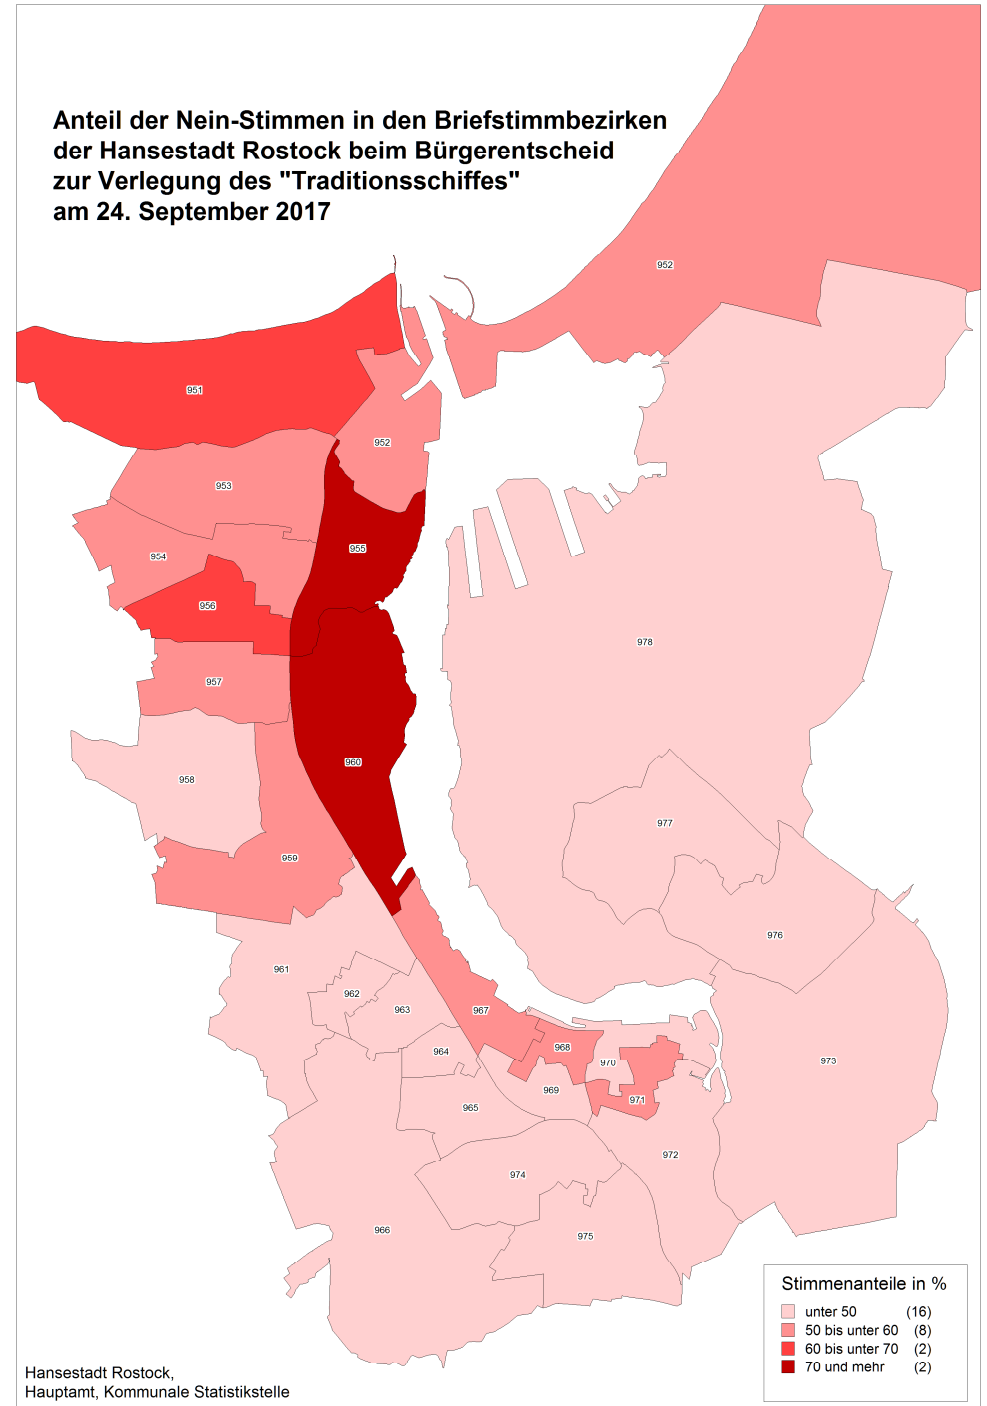 Anteil der Nein-Stimmen in den Briefstimmbezirken
der Hansestadt Rostock beim Bürgerentscheid
zur Verlegung des "Traditionsschiffes"
am 24. September 2017
952
951
952
953
955
954
956
978
957
960
958
977
959
976
961
962
963
967
968
964
970
973
969
971
965
972
974
966
975
Stimmenanteile in %
unter 50 (16)
50 bis unter 60 (8)
60 bis unter 70 (2)
70 und mehr (2)
Hansestadt Rostock,
Hauptamt, Kommunale Statistikstelle